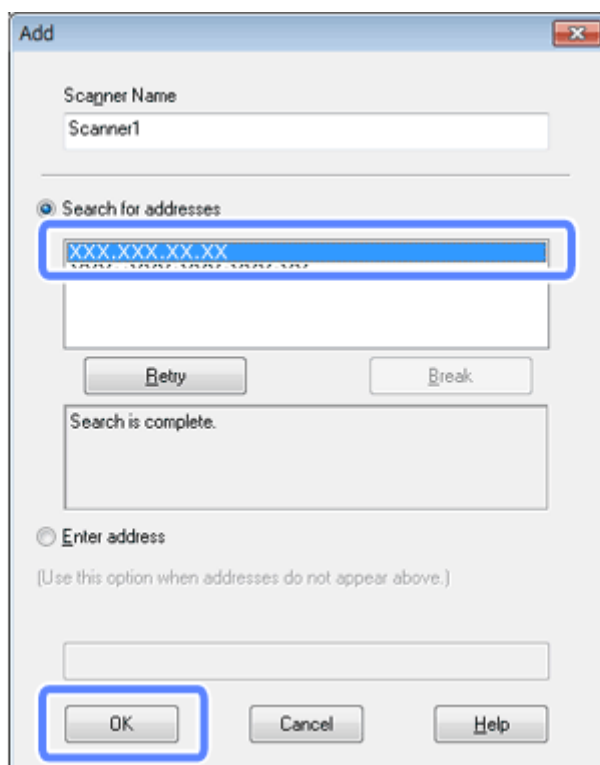 Add
Scanner Name
Scanner1
Search for addresses
XXX.XXX.XX.XX
Retry
Break
Search is complete.
Enter address
(Use this option when addresses do not appear above.)
OK
Cancel
Help